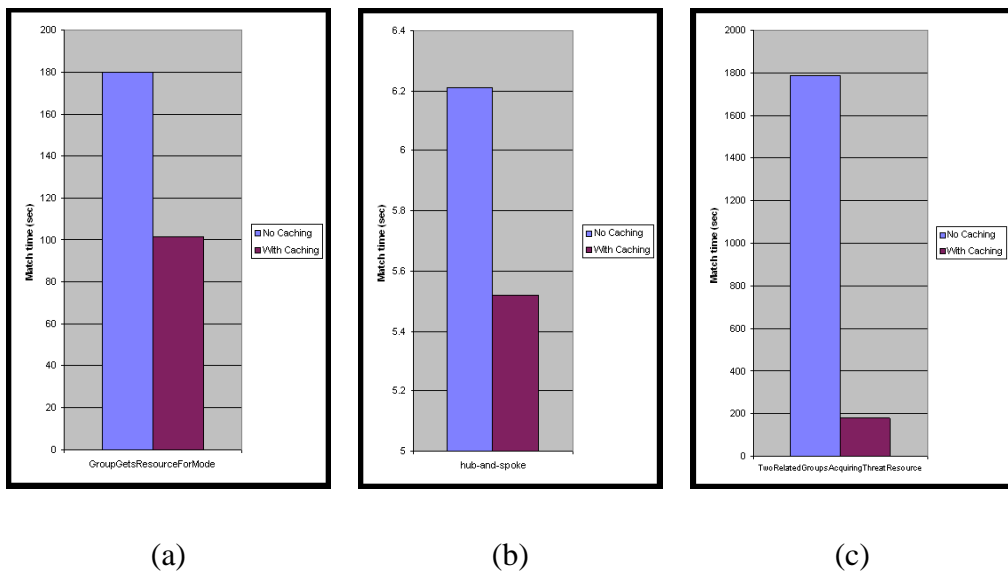 200
180
160
140
120
100
80
60
40
20
0
Match time (sec)
GroupGetsResourceForMode
No Caching
With Caching
6.4
6.2
6
5.8
5.6
5.4
5.2
5
Match time (sec)
hub-and-spoke
No Caching
With Caching
2000
1800
1600
1400
1200
1000
800
600
400
200
0
Match time (sec)
TwoRelatedGroupsAcquiringThreatResource
No Caching
With Caching
(a)
(b)
(c)